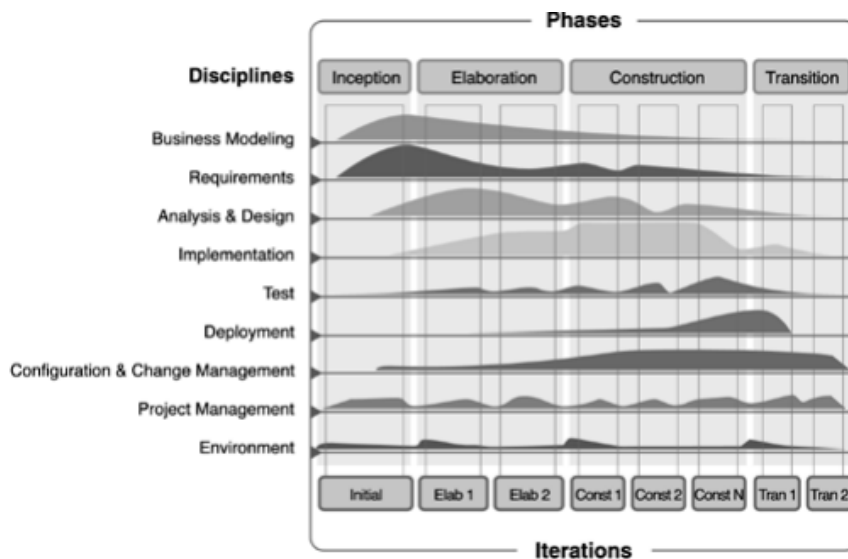 Phases
Disciplines
Inception
Elaboration
Construction
Transition
Business Modeling
Requirements
Analysis & Design
Implementation
Test
Deployment
Configuration & Change Management
Project Management
Environment
Initial
Elab 1
Elab 2
Const 1
Const 2
Const N
Tran 1
Tran 2
Iterations